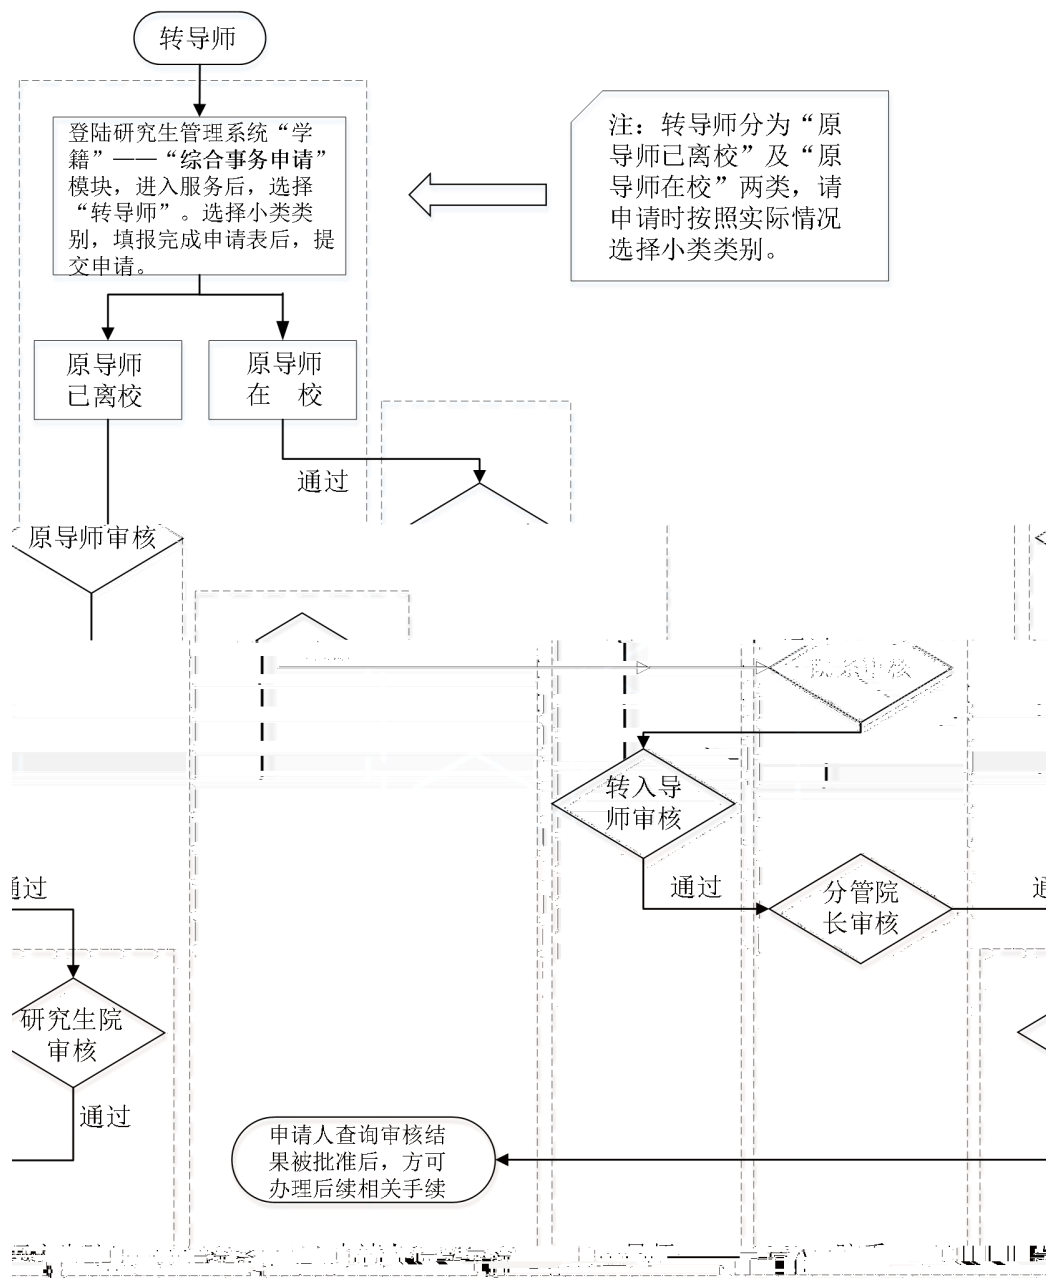 转导师
登陆研究生管理系统“学
籍”——“综合事务申请”
模块，进入服务后，选择
“转导师”。选择小类类
别，填报完成申请表后，提
交申请。
注：转导师分为“原
导师已离校”及“原
导师在校”两类，请
申请时按照实际情况
选择小类类别。
原导师
已离校
原导师
在 校
通过
原导师审核
院系审核
转入导
师审核
通过
通过
分管院
长审核
研究生院
审核
通过
申请人查询审核结
果被批准后，方可
办理后续相关手续